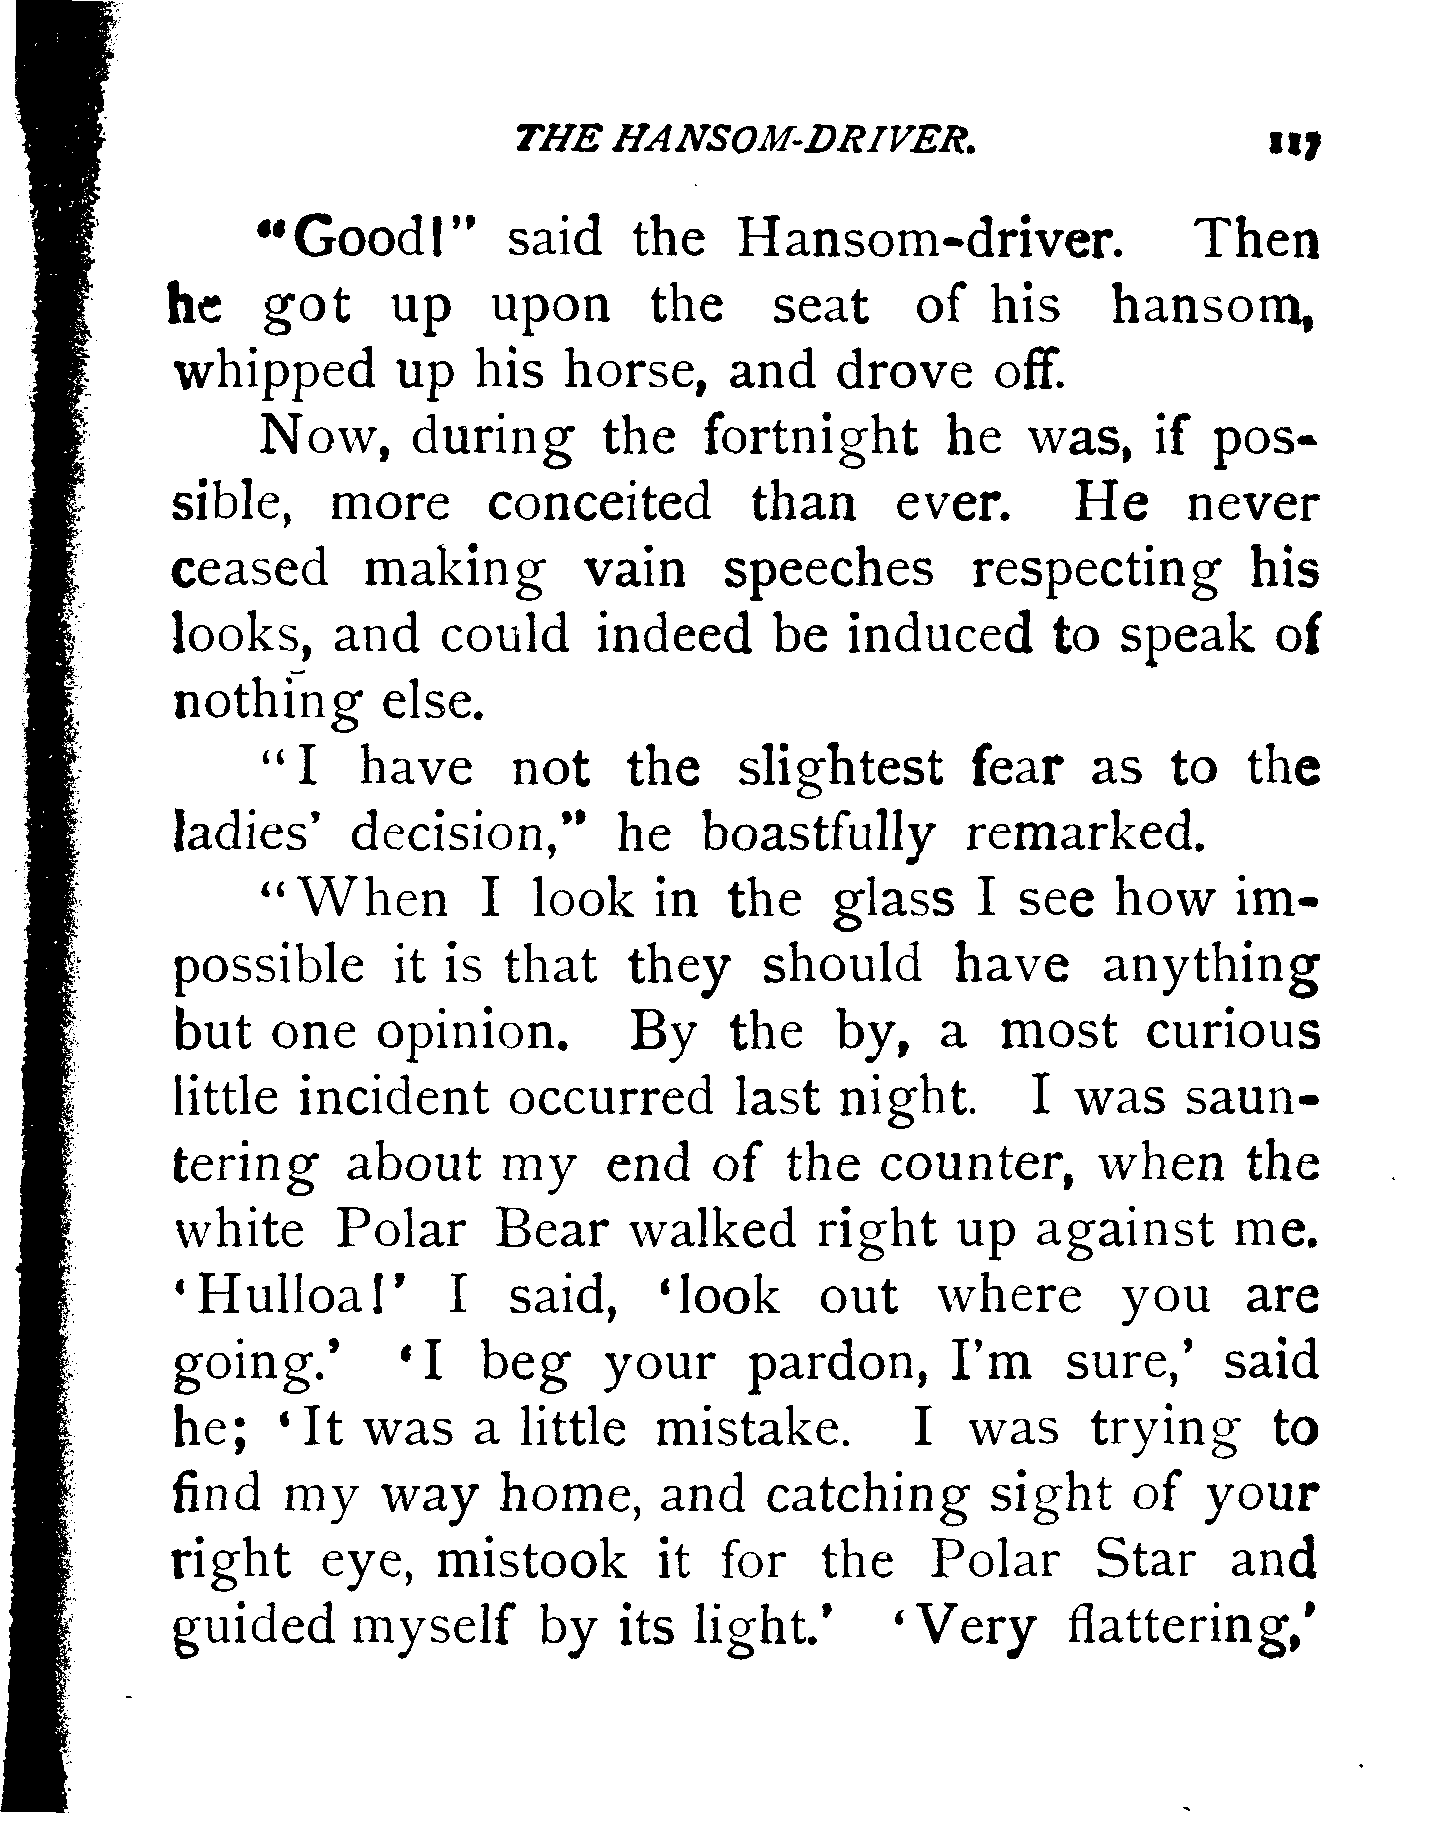 THE HANSOM-DRIVER. 117
"Good!" said the Hansom-driver. Then
he got up upon the seat of his hansom,
whipped up his horse, and drove off.
Now, during the fortnight he was, if pos-
sible, more conceited than ever. He never
ceased making vain speeches respecting his
looks, and could indeed be induced to speak of
nothing else.
"I have not the slightest fear as to the
ladies' decision," he boastfully remarked.
"When I look in the glass I see how im-
possible it is that they should have anything
but one opinion. By the by, a most curious
little incident occurred last night. I was saun-
tering about my end of the counter, when the
white Polar Bear walked right up against me.
'Hulloa!' I said, 'look out where you are
going.' 'I beg your pardon, I'm sure,' said
he; 'It was a little mistake. I was trying to
find my way home, and catching sight of your
right eye, mistook it for the Polar Star and
guided myself by its light.' 'Very flattering,'